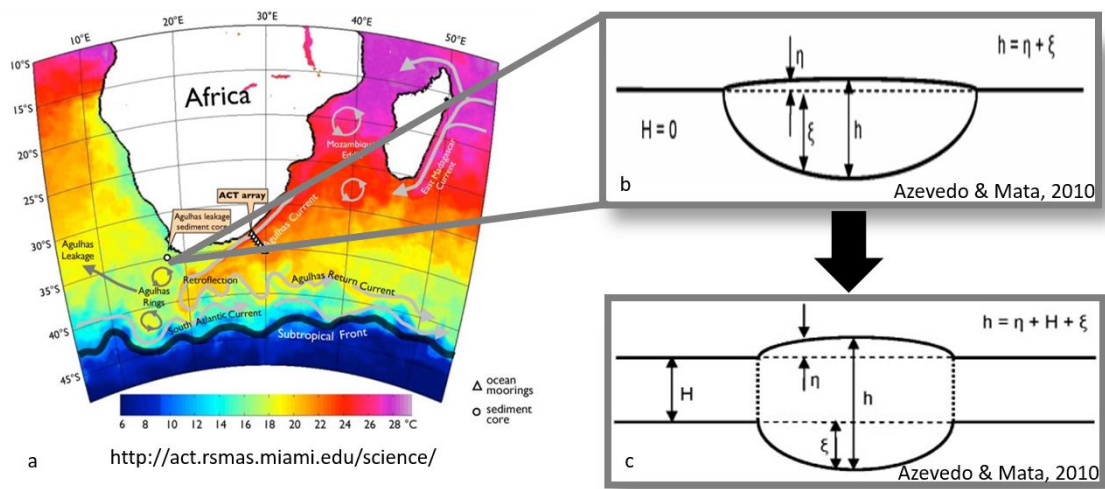 10°E
20°E
30°E
40°E
50°E
10°S
15°S
20°S
25°S
30°S
35°S
40°S
45°S
Africa
Mozambique
East Madagascar
Current
ACT array
Agulhas leakage
sediment core
Agulhas Current
Agulhas
Leakage
Retroflection
Agulhas
Rings
Agulhas Return Current
South Atlantic Current
Subtropical Front
ocean
moorings
sediment
core
6 8 10 12 14 16 18 20 22 24 26 28 °C
a
http://act.rsmas.miami.edu/science/
η
h = η + ξ
H = 0
ξ
h
b
Azevedo & Mata, 2010
h = η + H + ξ
η
H
h
ξ
c
Azevedo & Mata, 2010